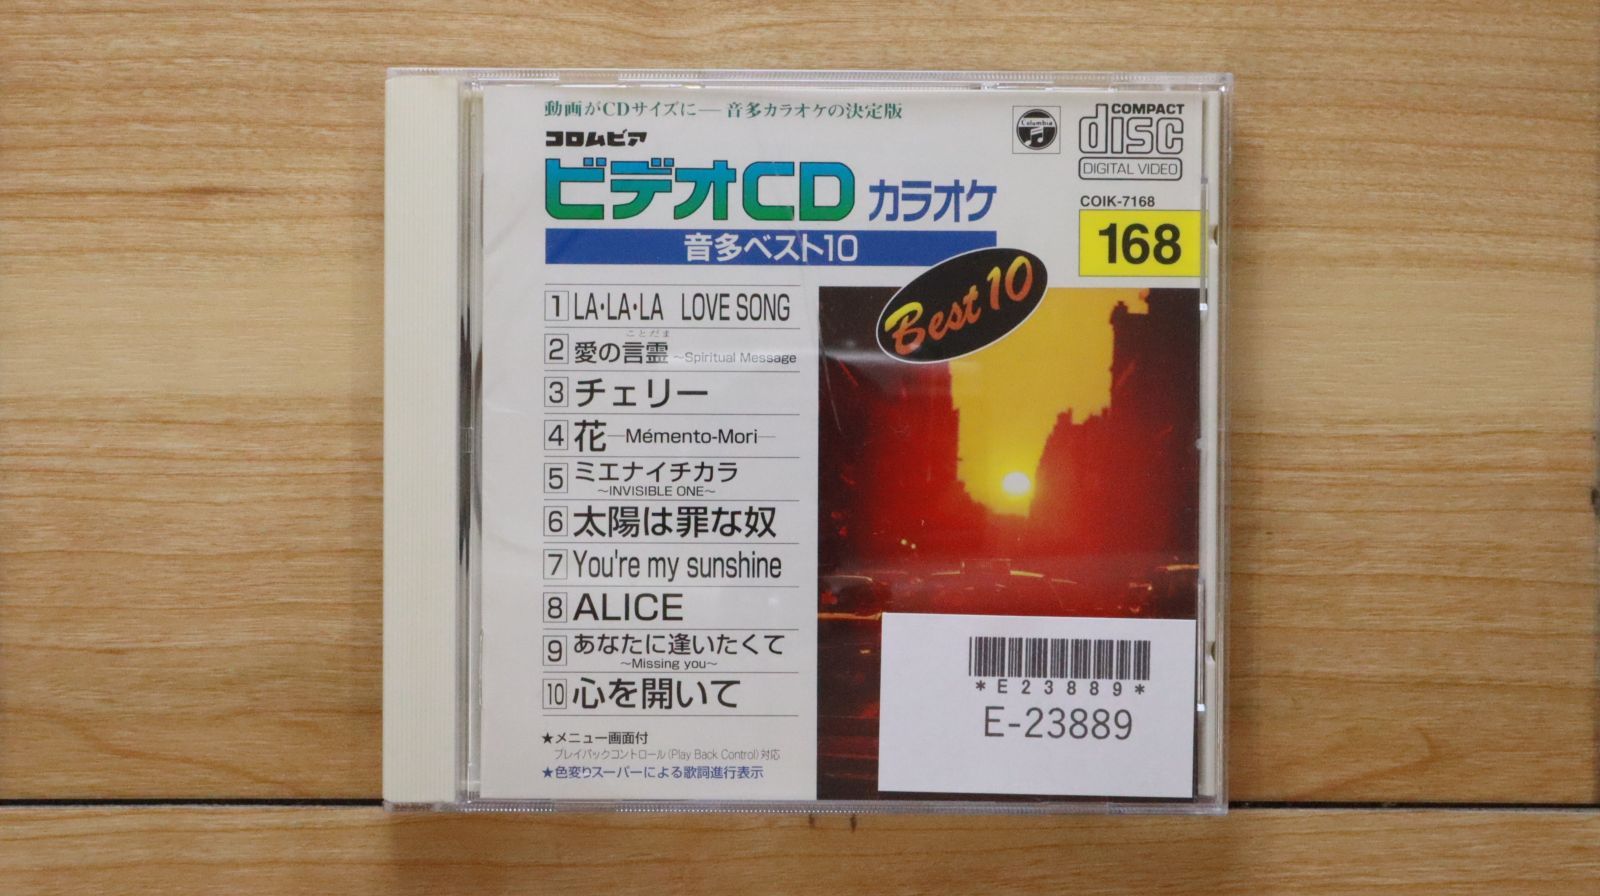 動画がCDサイズに―音多カラオケの決定版
コロムビア
ビデオCD カラオケ
音多ベスト10
Columbia
COMPACT
disc
DIGITAL VIDEO
COIK-7168
168
Best 10
1 LA・LA・LA LOVE SONG
ことだま
2 愛の言霊 ~Spiritual Message
3 チェリー
4 花―Mémento-Mori―
5 ミエナイチカラ
~INVISIBLE ONE~
6 太陽は罪な奴
7 You're my sunshine
8 ALICE
9 あなたに逢いたくて
~Missing you~
10 心を開いて
★メニュー画面付
プレイバックコントロール(Play Back Control)対応
★色変りスーパーによる歌詞進行表示
*E23889*
E-23889